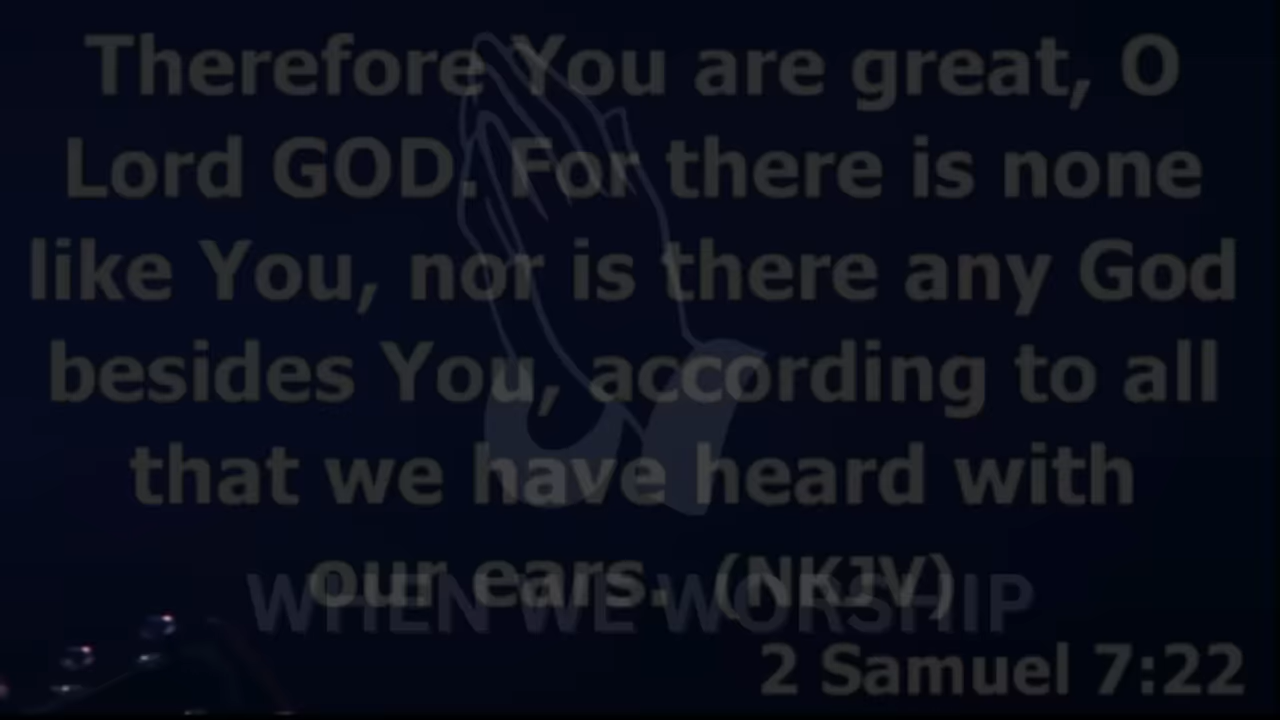 Therefore You are great, O
Lord GOD. For there is none
like You, nor is there any God
besides You, according to all
that we have heard with
our ears. (NKJV)
WHEN WE WORSHIP
2 Samuel 7:22